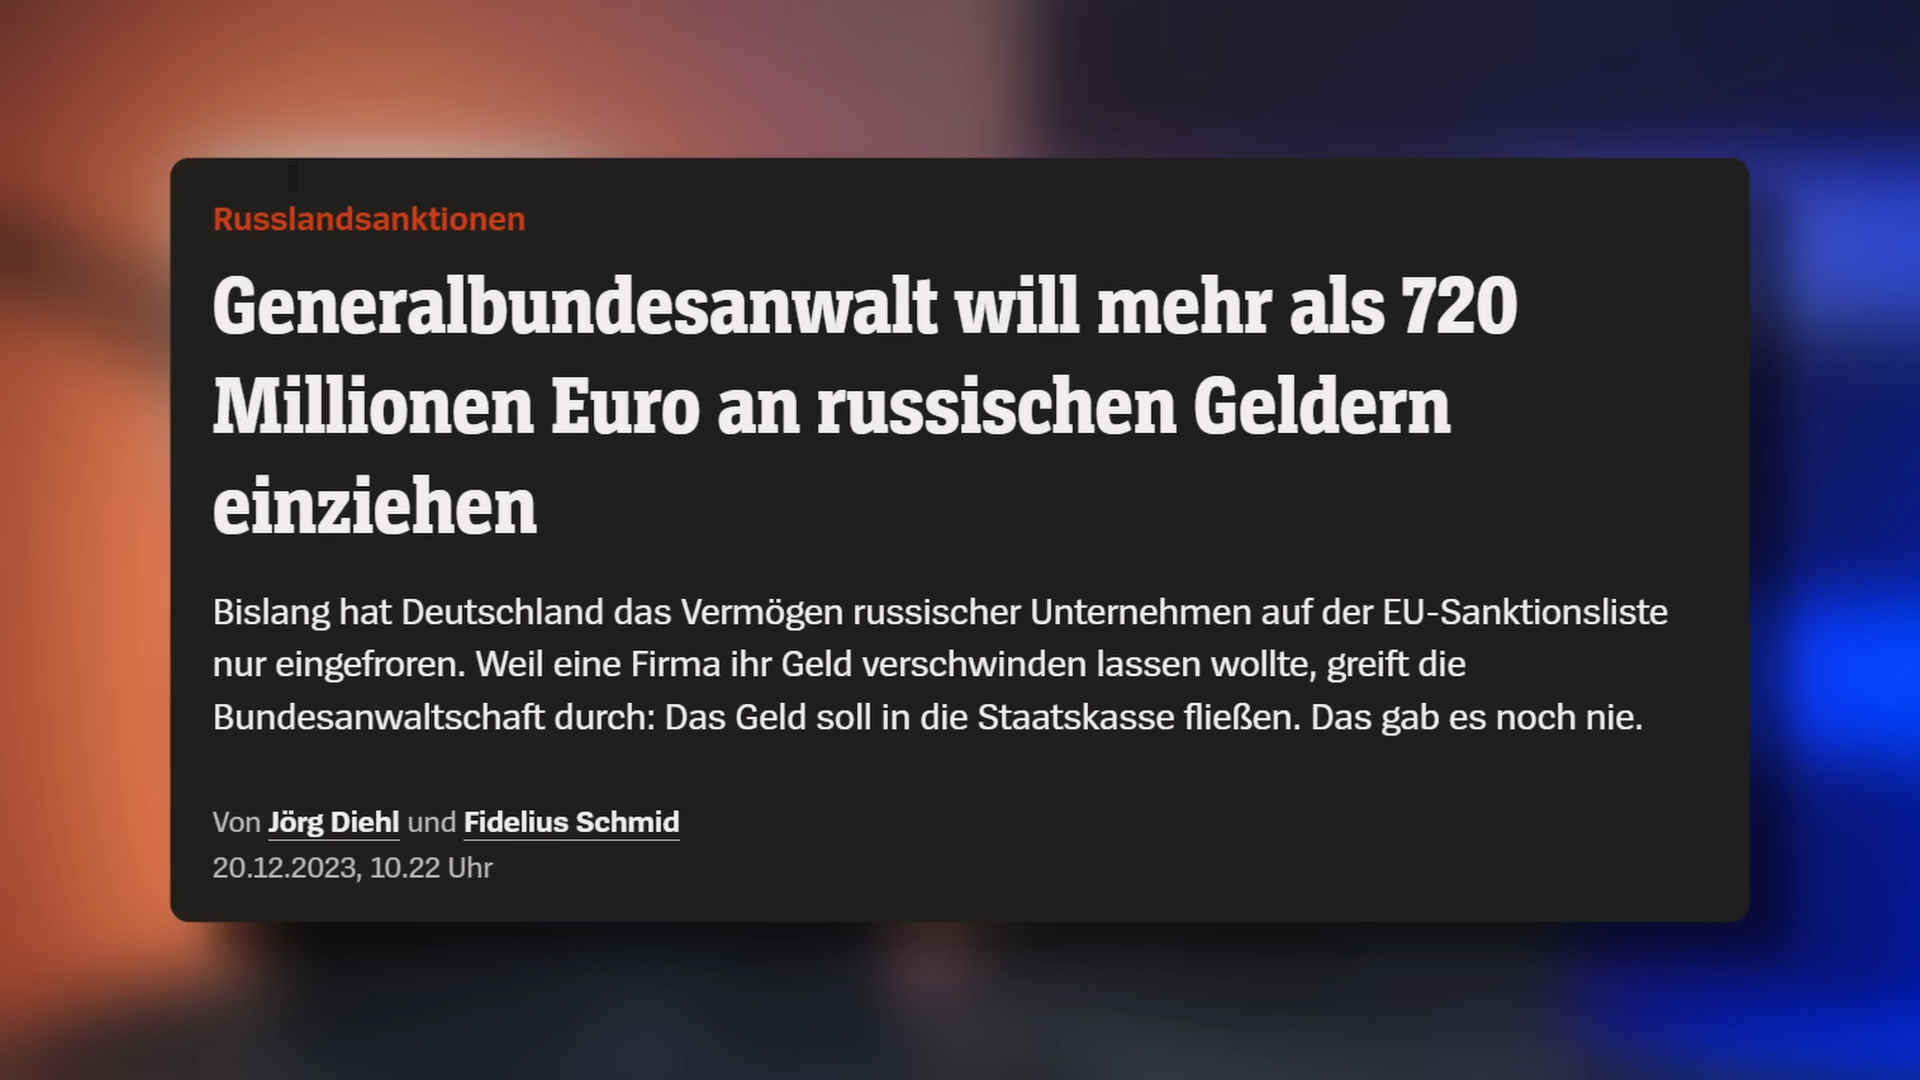 Russlandsanktionen
Generalbundesanwalt will mehr als 720
Millionen Euro an russischen Geldern
einziehen
Bislang hat Deutschland das Vermögen russischer Unternehmen auf der EU-Sanktionsliste
nur eingefroren. Weil eine Firma ihr Geld verschwinden lassen wollte, greift die
Bundesanwaltschaft durch: Das Geld soll in die Staatskasse fließen. Das gab es noch nie.
Von Jörg Diehl und Fidelius Schmid
20.12.2023, 10.22 Uhr